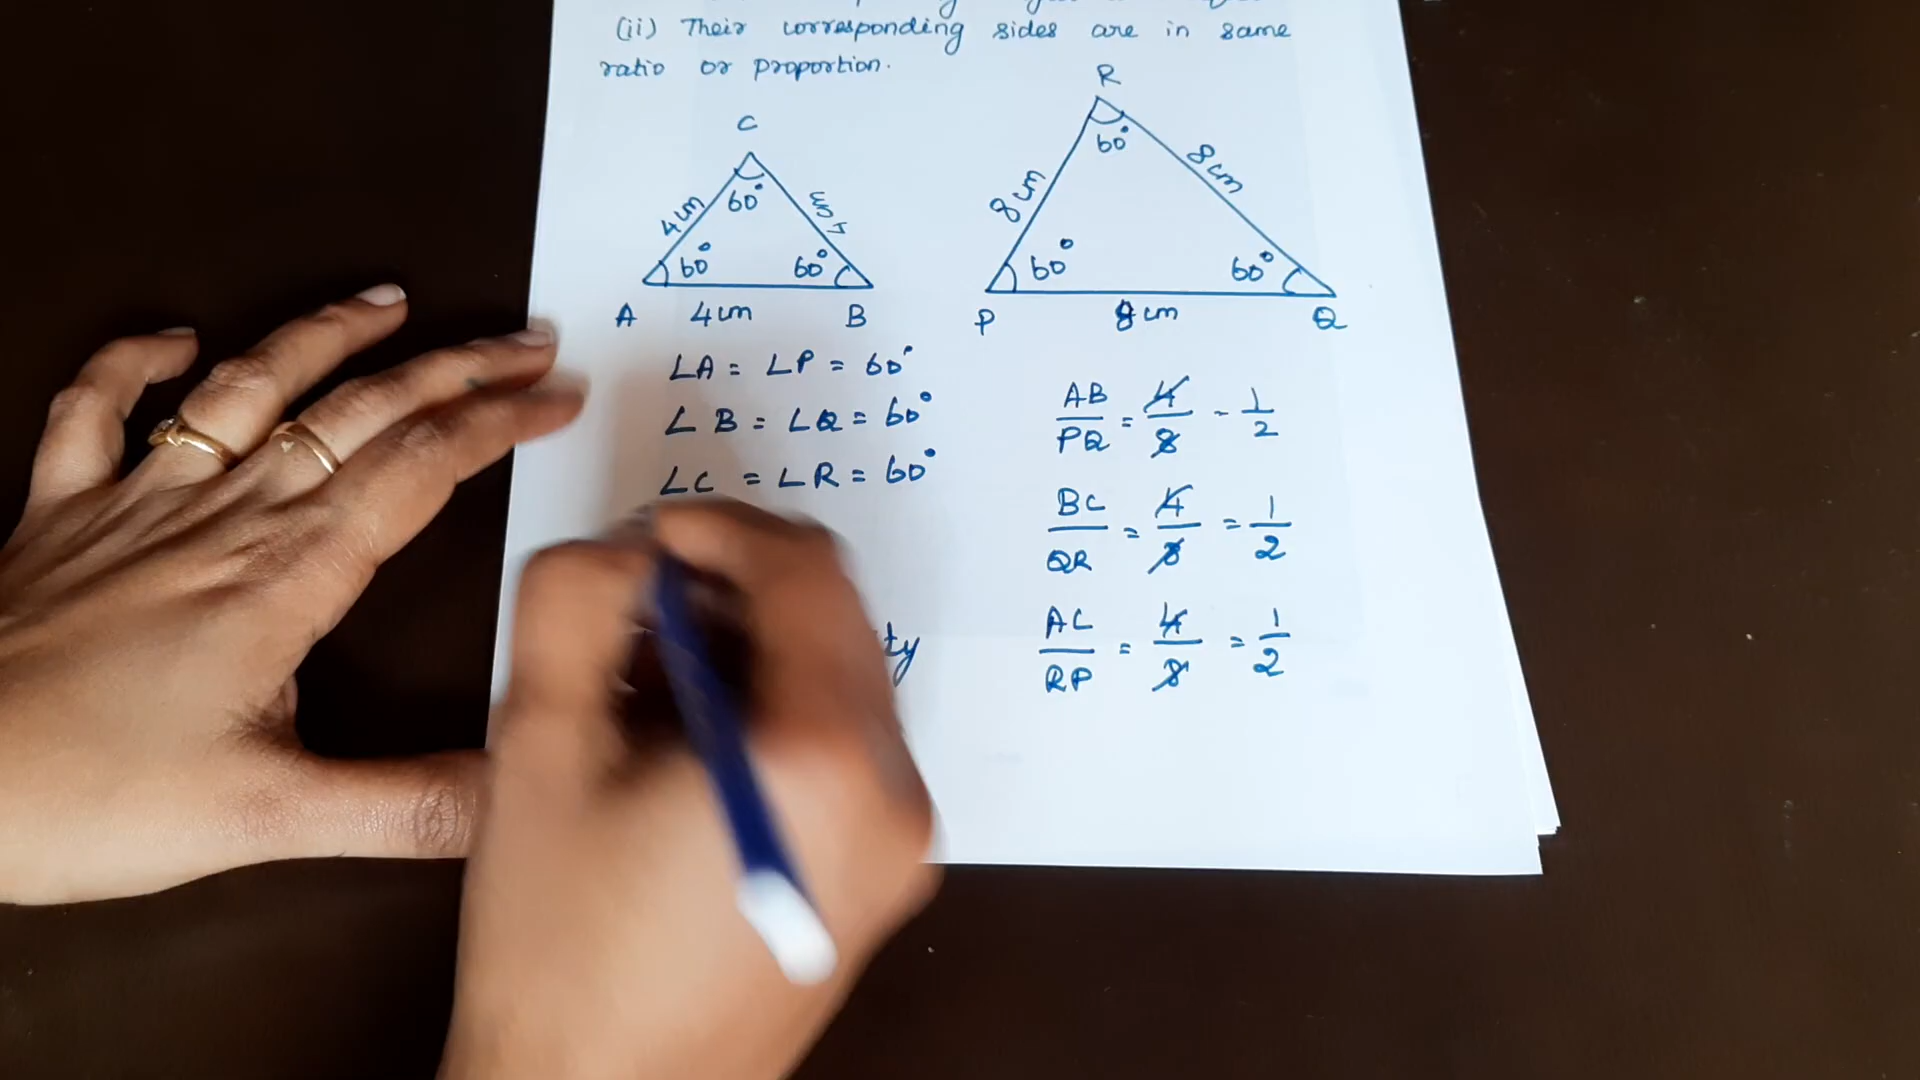 (ii) Their corresponding sides are in same
ratio or proportion.
C
60°
4cm
4cm
60°
60°
A 4cm B
R
60°
8cm
8cm
60°
60°
P 8cm Q
∠A = ∠P = 60°
∠B = ∠Q = 60°
∠C = ∠R = 60°
AB/PQ = 4/8 - 1/2
BC/QR = 4/8 = 1/2
AC/RP = 4/8 = 1/2